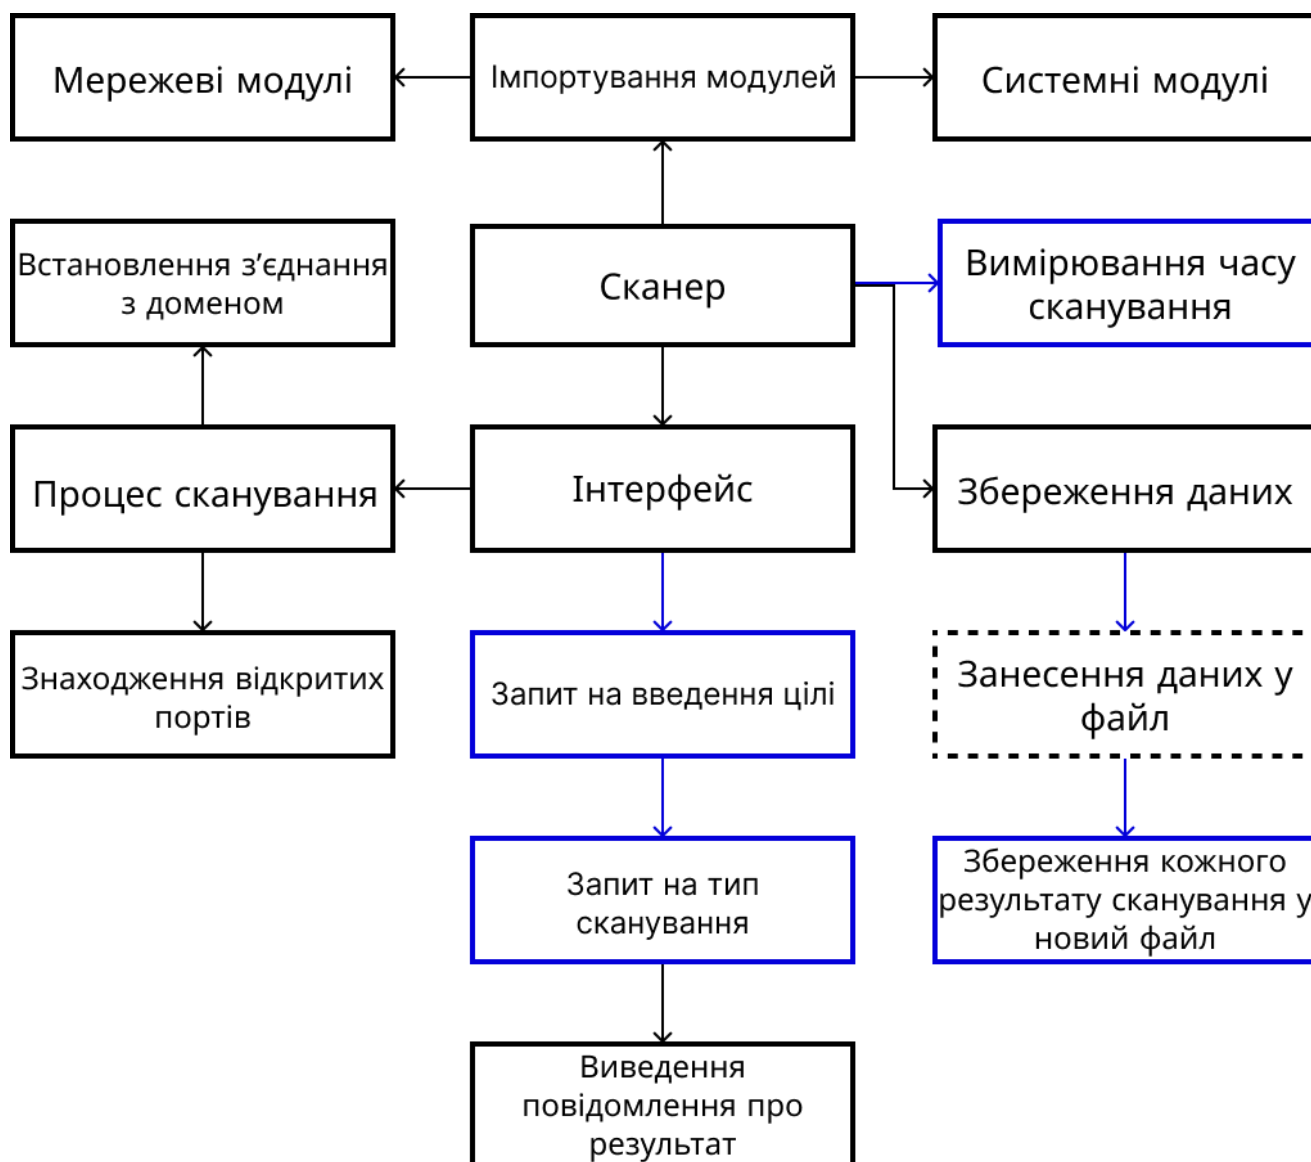 Мережеві модулі
Імпортування модулей
Системні модулі
Встановлення з’єднання
з доменом
Сканер
Вимірювання часу
сканування
Процес сканування
Інтерфейс
Збереження даних
Знаходження відкритих
портів
Запит на введення цілі
Занесення даних у
файл
Запит на тип
сканування
Збереження кожного
результату сканування у
новий файл
Виведення
повідомлення про
результат